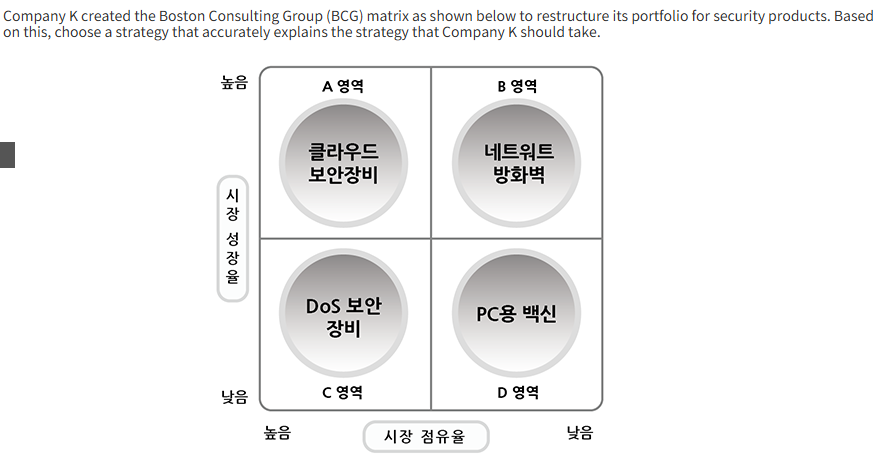 Company K created the Boston Consulting Group (BCG) matrix as shown below to restructure its portfolio for security products. Based
on this, choose a strategy that accurately explains the strategy that Company K should take.
높음
A 영역
B 영역
클라우드
보안장비
네트워트
방화벽
시장 성장율
DoS 보안
장비
PC용 백신
낮음
C 영역
D 영역
높음
시장 점유율
낮음